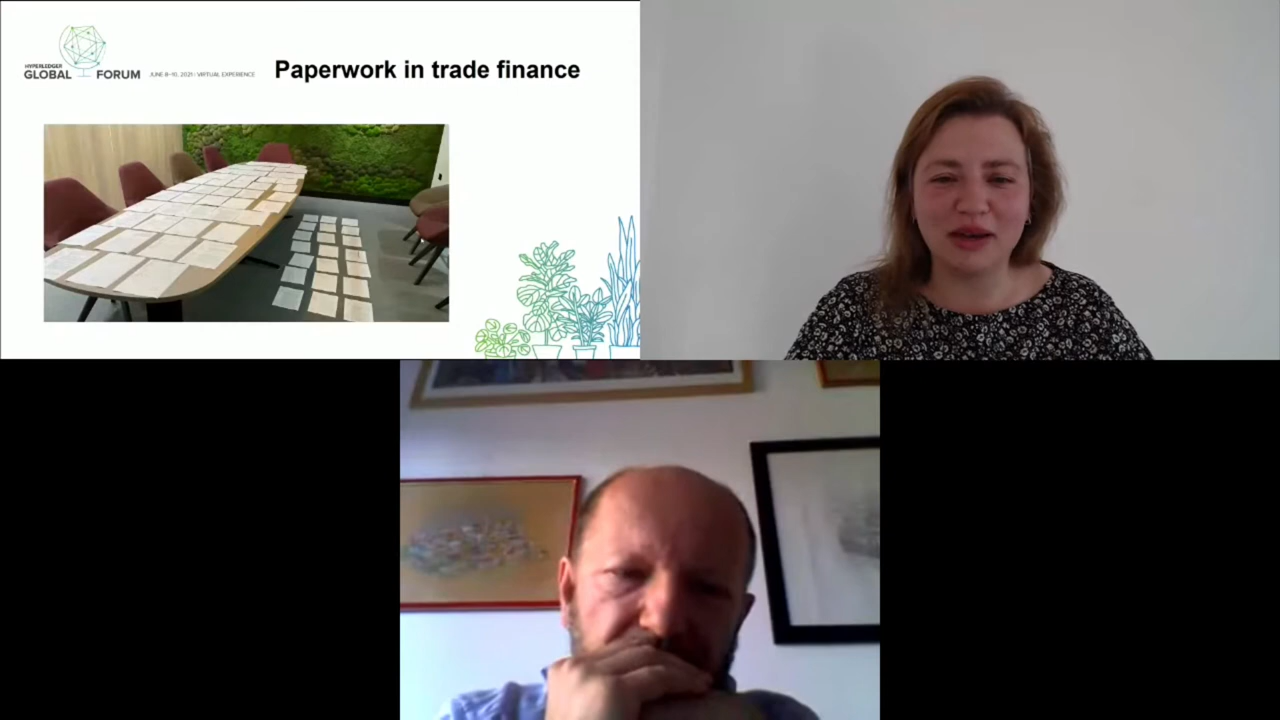 HYPERLEDGER
GLOBAL FORUM JUNE 8-10, 2021 | VIRTUAL EXPERIENCE
Paperwork in trade finance